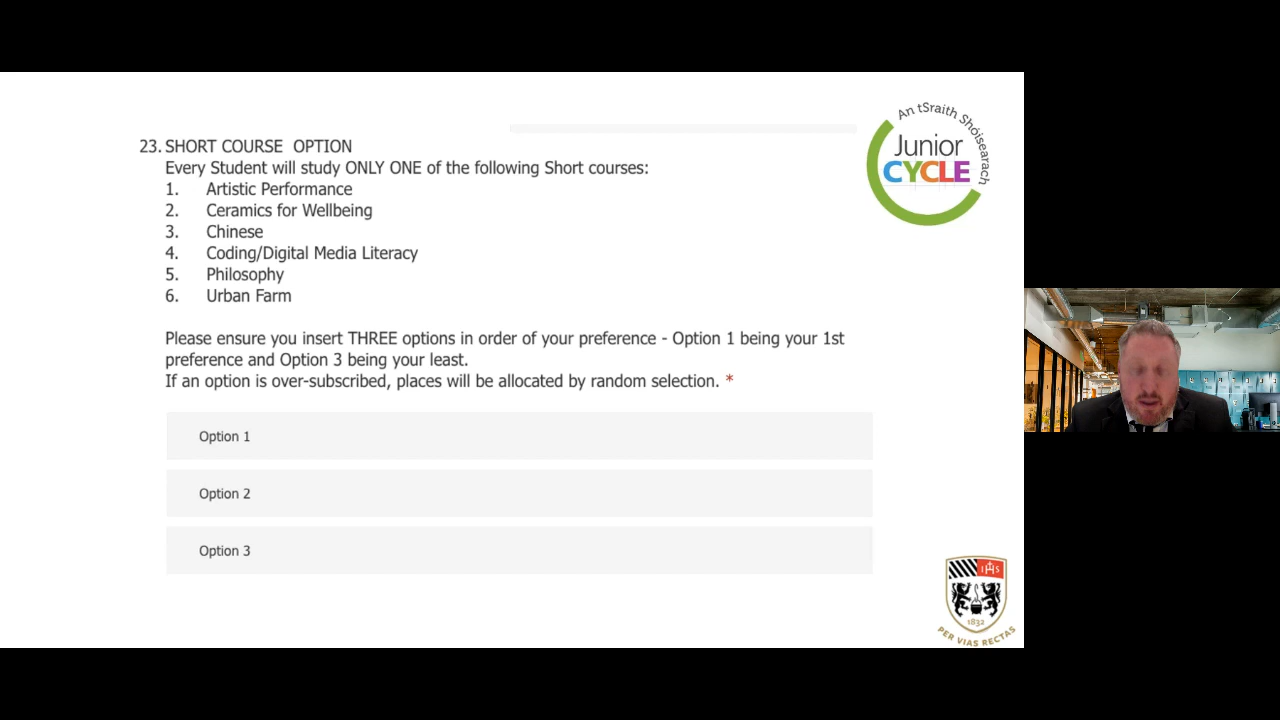 23. SHORT COURSE OPTION
Every Student will study ONLY ONE of the following Short courses:
1. Artistic Performance
2. Ceramics for Wellbeing
3. Chinese
4. Coding/Digital Media Literacy
5. Philosophy
6. Urban Farm
Please ensure you insert THREE options in order of your preference - Option 1 being your 1st
preference and Option 3 being your least.
If an option is over-subscribed, places will be allocated by random selection. *
Option 1
Option 2
Option 3
An tSraith Shóisearach
Junior
CYCLE
IHS
1832
PER VIAS RECTAS